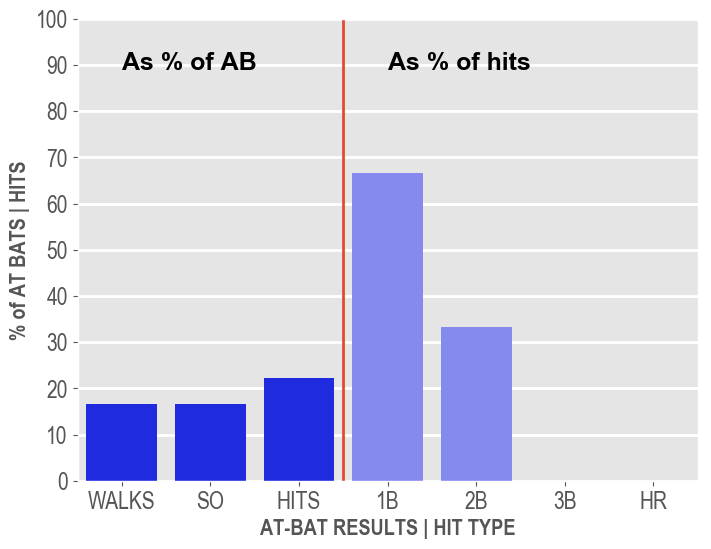 As % of AB
As % of hits
% of AT BATS | HITS
100
90
80
70
60
50
40
30
20
10
0
WALKS SO HITS 1B 2B 3B HR
AT-BAT RESULTS | HIT TYPE